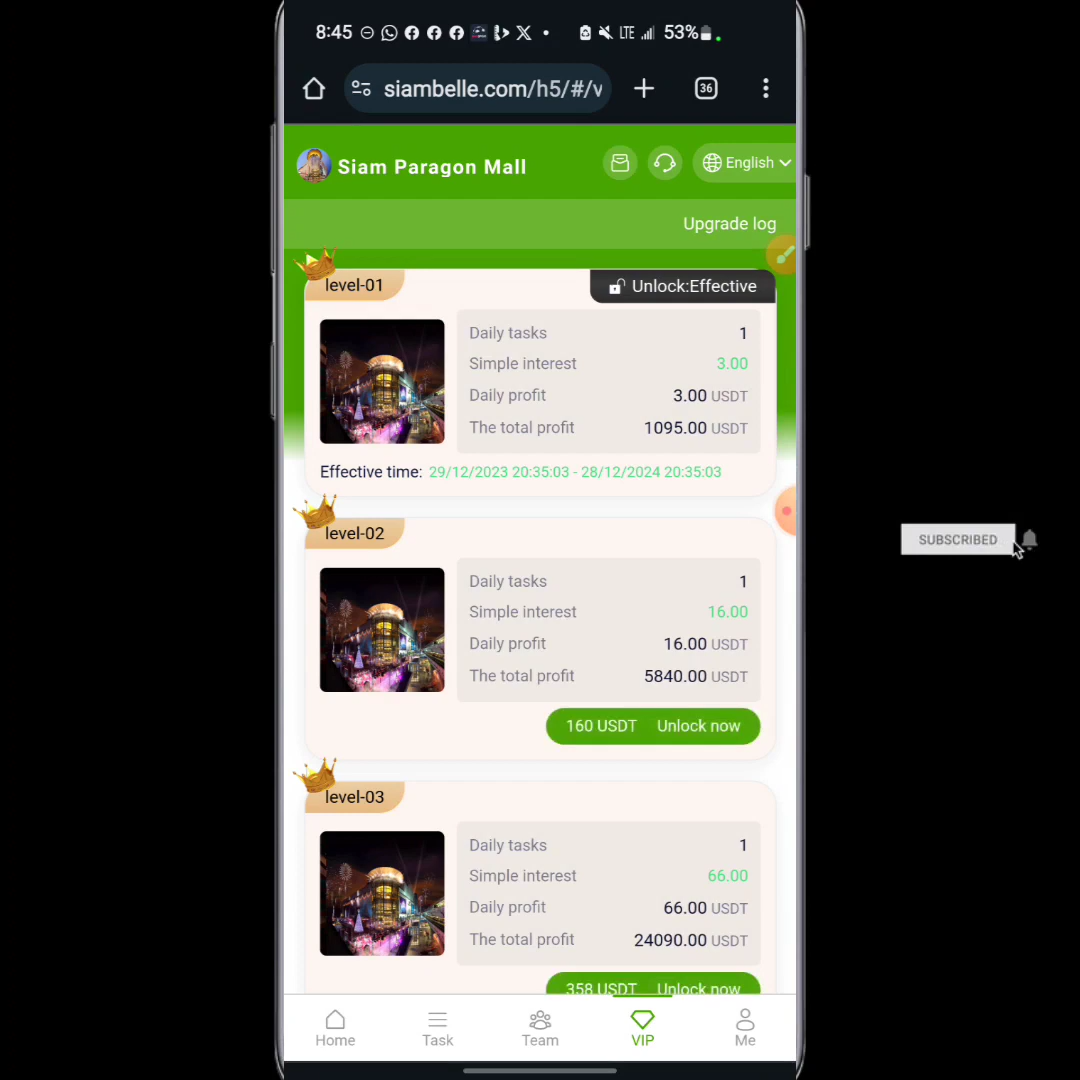 8:45 LTE 53%
siambelle.com/h5/#/v 36
Siam Paragon Mall English
Upgrade log
level-01 Unlock:Effective
Daily tasks 1
Simple interest 3.00
Daily profit 3.00 USDT
The total profit 1095.00 USDT
Effective time: 29/12/2023 20:35:03 - 28/12/2024 20:35:03
level-02
Daily tasks 1
Simple interest 16.00
Daily profit 16.00 USDT
The total profit 5840.00 USDT
160 USDT Unlock now
level-03
Daily tasks 1
Simple interest 66.00
Daily profit 66.00 USDT
The total profit 24090.00 USDT
358 USDT Unlock now
Home Task Team VIP Me
SUBSCRIBED